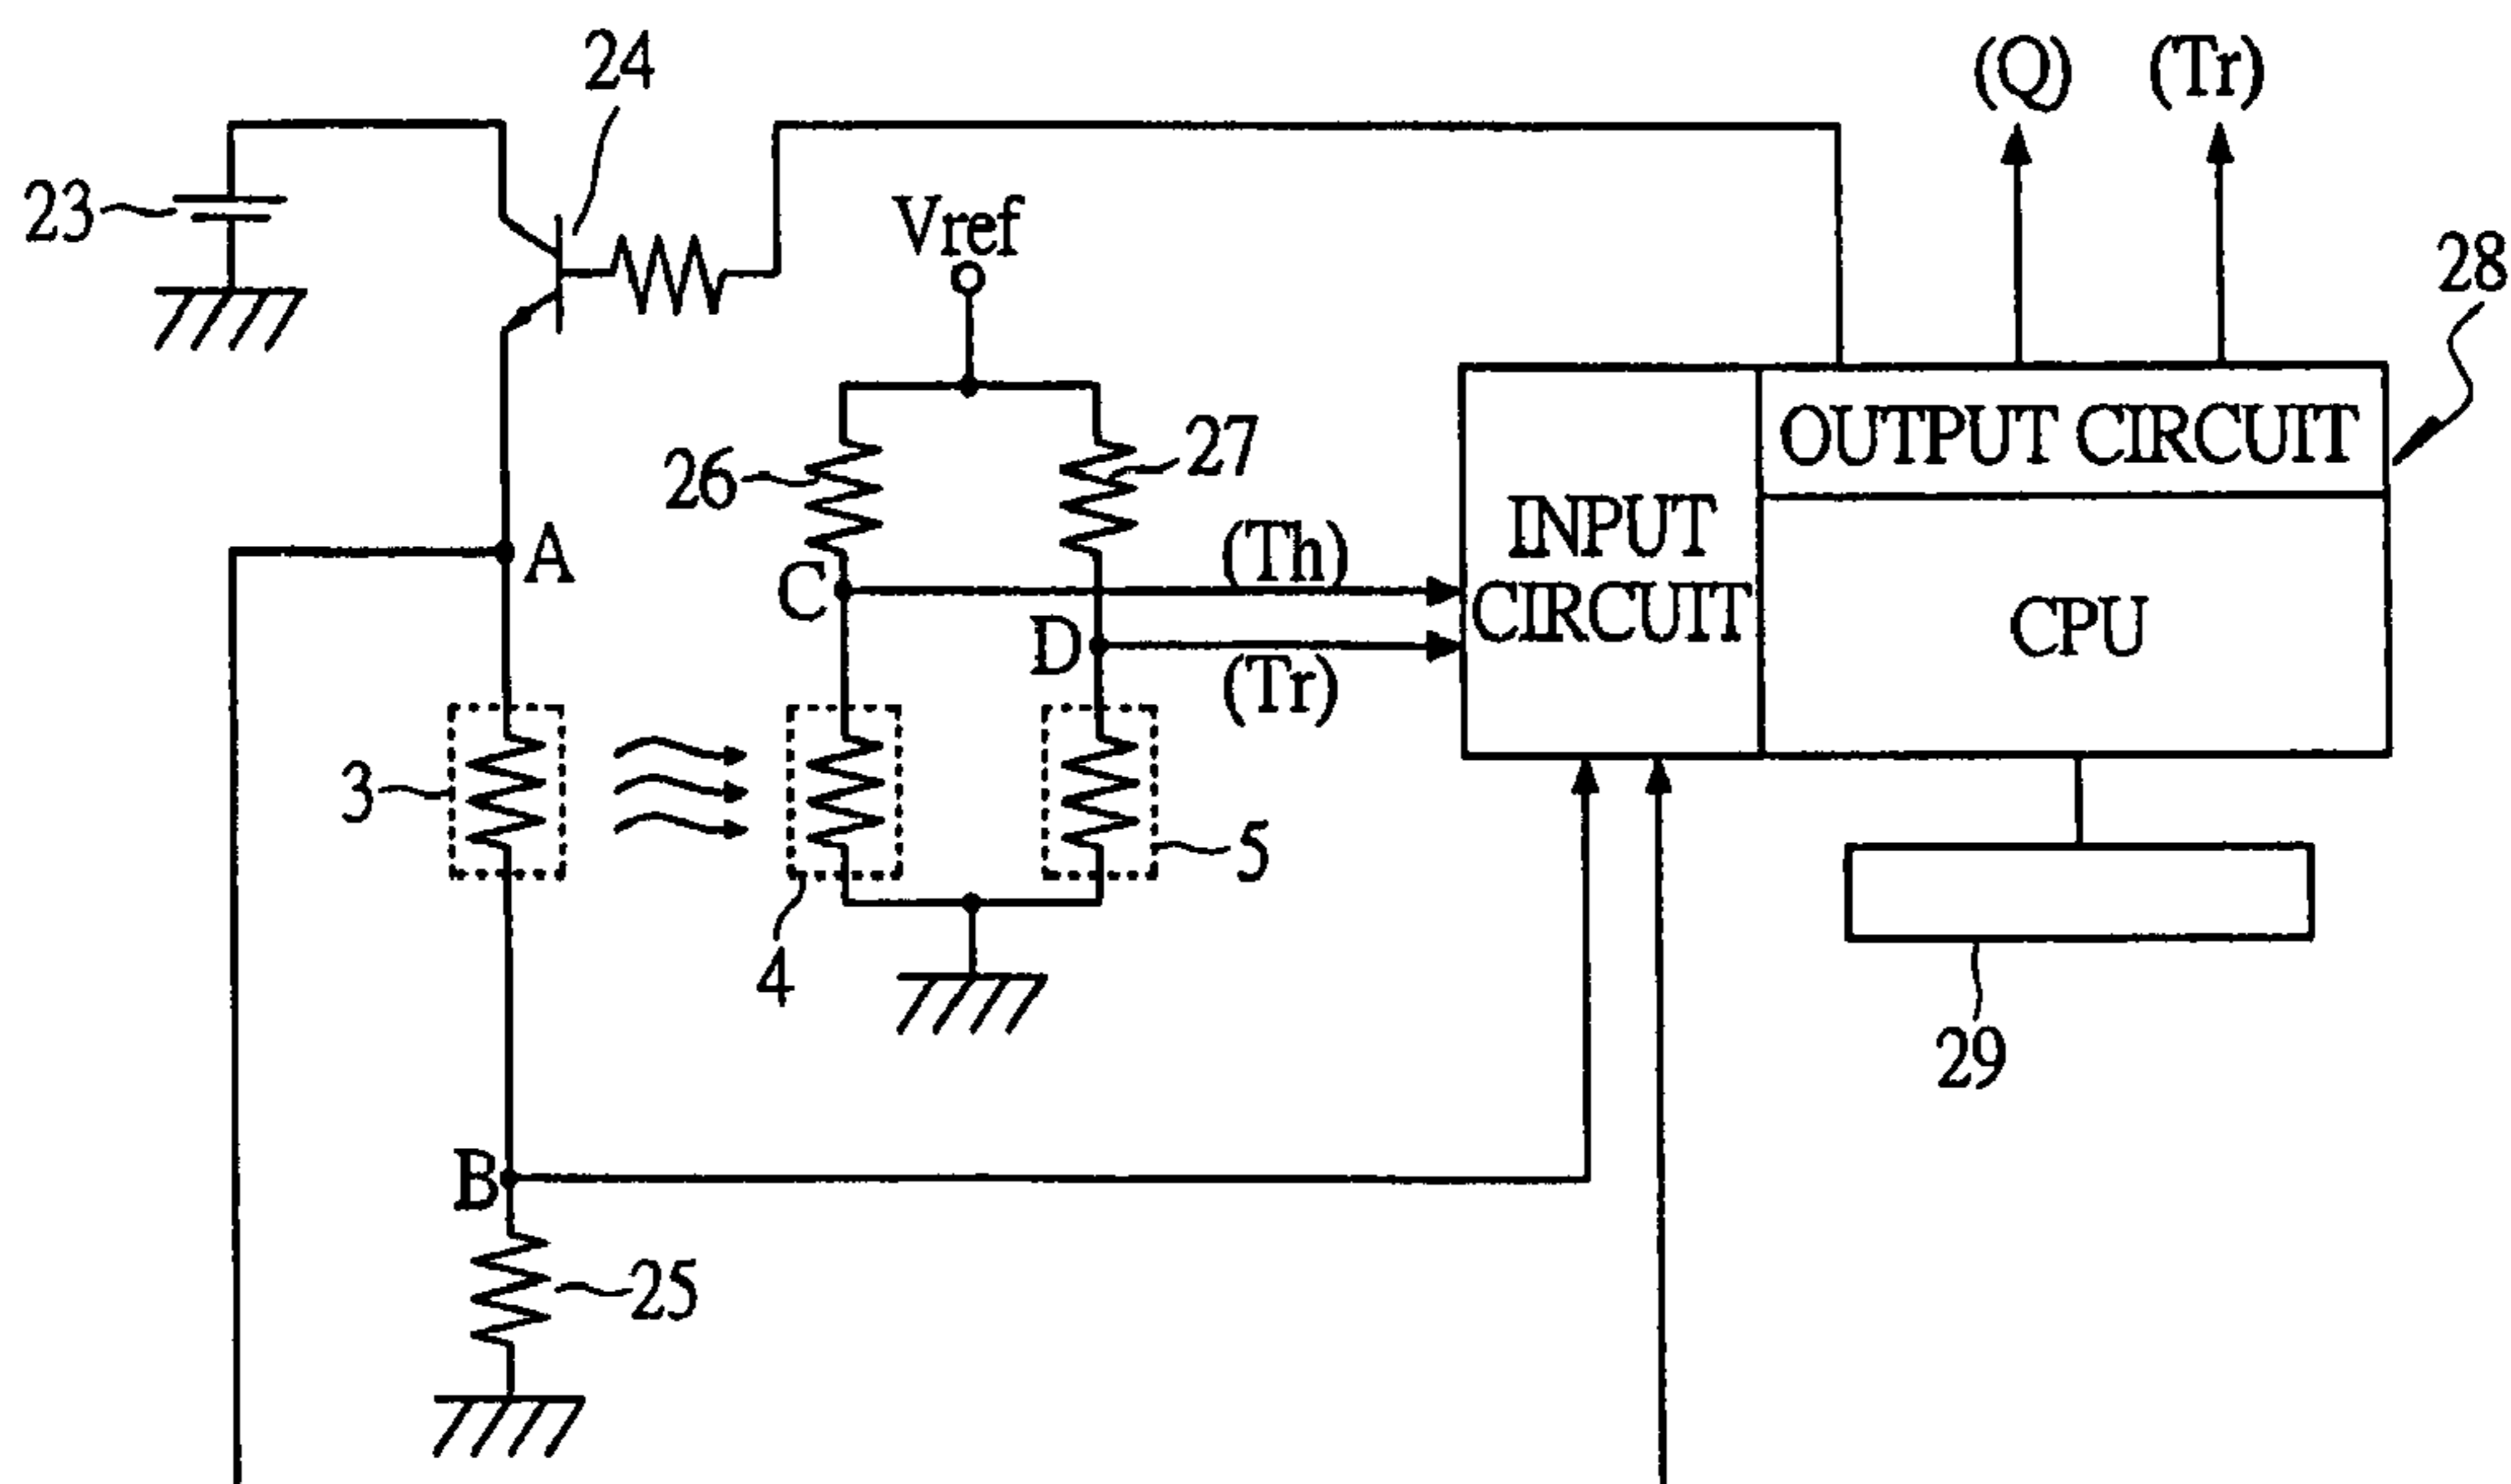 24
(Q)
(Tr)
23
Vref
28
26
27
OUTPUT CIRCUIT
INPUT
CIRCUIT
A
(Th)
C
D
(Tr)
CPU
3
5
4
29
B
25